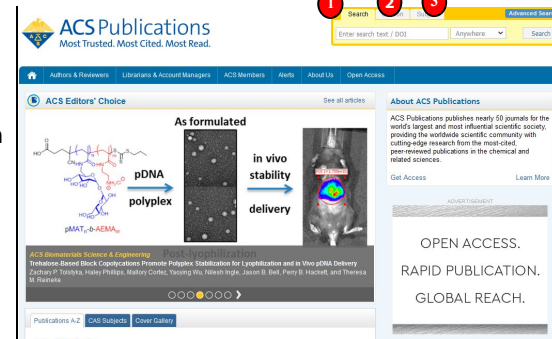 ACS Publications
Most Trusted. Most Cited. Most Read.
1 2 3
Search
Advanced Sear
Enter search text / DOI
Anywhere
Search
Authors & Reviewers Librarians & Account Managers ACS Members Alerts About Us Open Access
ACS Editors' Choice
See all articles
As formulated
pDNA
polyplex
in vivo
stability
delivery
Post-lyophilization
ACS Biomaterials Science & Engineering
Trehalose-Based Block Copolycations Promote Polyplex Stabilization for Lyophilization and in Vivo pDNA Delivery
Zachary P. Tolstyka, Haley Phillips, Mallory Cortez, Yaoying Wu, Nilesh Ingle, Jason B. Bell, Perry B. Hackett, and Theresa
M. Reineke
Publications A-Z CAS Subjects Cover Gallery
About ACS Publications
ACS Publications publishes nearly 50 journals for the
world's largest and most influential scientific society,
providing the worldwide scientific community with
cutting-edge research from the most-cited,
peer-reviewed publications in the chemical and
related sciences.
Get Access
Learn More
ADVERTISEMENT
OPEN ACCESS.
RAPID PUBLICATION.
GLOBAL REACH.